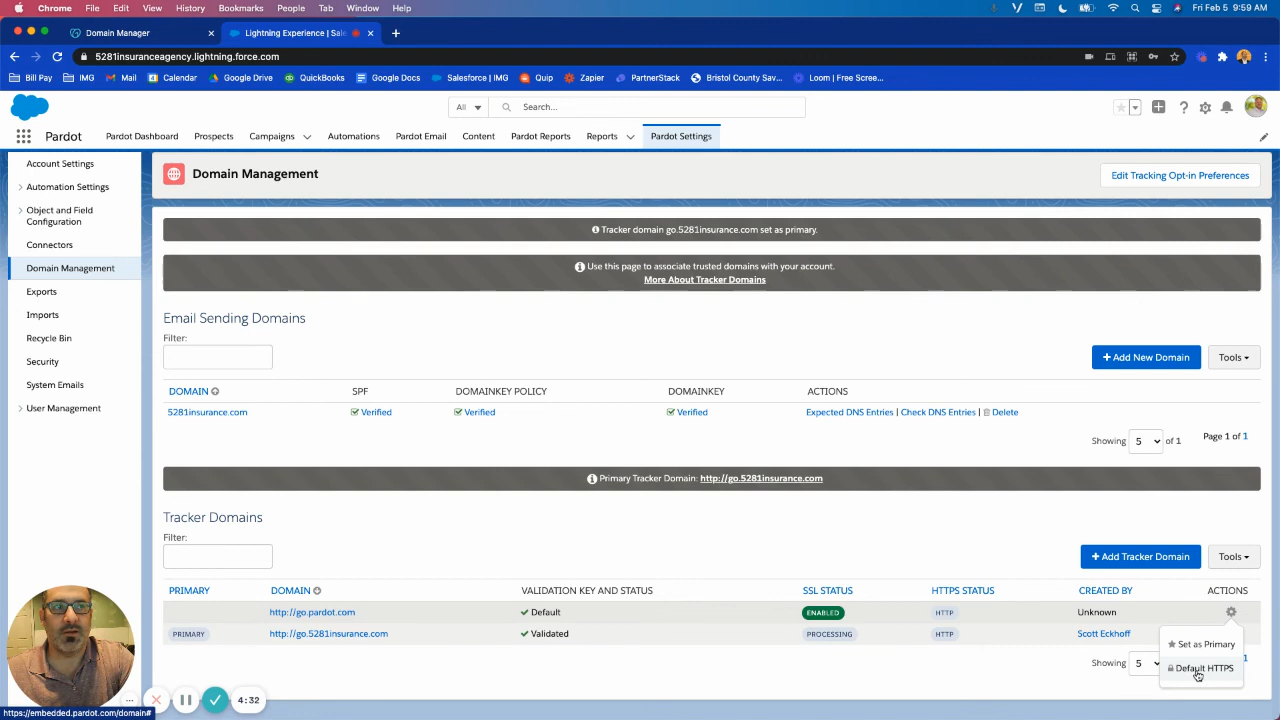 Chrome File Edit View History Bookmarks People Tab Window Help Fri Feb 5 9:59 AM
Domain Manager × Lightning Experience | Sale × +
5281insuranceagency.lightning.force.com
Bill Pay IMG Mail Calendar Google Drive QuickBooks Google Docs Salesforce | IMG Quip Zapier PartnerStack Bristol County Sav... Loom | Free Scree...
All Search...
Pardot Pardot Dashboard Prospects Campaigns Automations Pardot Email Content Pardot Reports Reports Pardot Settings
Account Settings
Automation Settings
Object and Field
Configuration
Connectors
Domain Management
Exports
Imports
Recycle Bin
Security
System Emails
User Management
Domain Management Edit Tracking Opt-in Preferences
Tracker domain go.5281insurance.com set as primary.
Use this page to associate trusted domains with your account.
More About Tracker Domains
Email Sending Domains
Filter:
+ Add New Domain Tools
DOMAIN SPF DOMAINKEY POLICY DOMAINKEY ACTIONS
5281insurance.com Verified Verified Verified Expected DNS Entries | Check DNS Entries | Delete
Showing 5 of 1 Page 1 of 1
Primary Tracker Domain: http://go.5281insurance.com
Tracker Domains
Filter:
+ Add Tracker Domain Tools
PRIMARY DOMAIN VALIDATION KEY AND STATUS SSL STATUS HTTPS STATUS CREATED BY ACTIONS
http://go.pardot.com Default ENABLED HTTP Unknown
PRIMARY http://go.5281insurance.com Validated PROCESSING HTTP Scott Eckhoff
Set as Primary
Default HTTPS
Showing 5 1
4:32
https://embedded.pardot.com/domain#